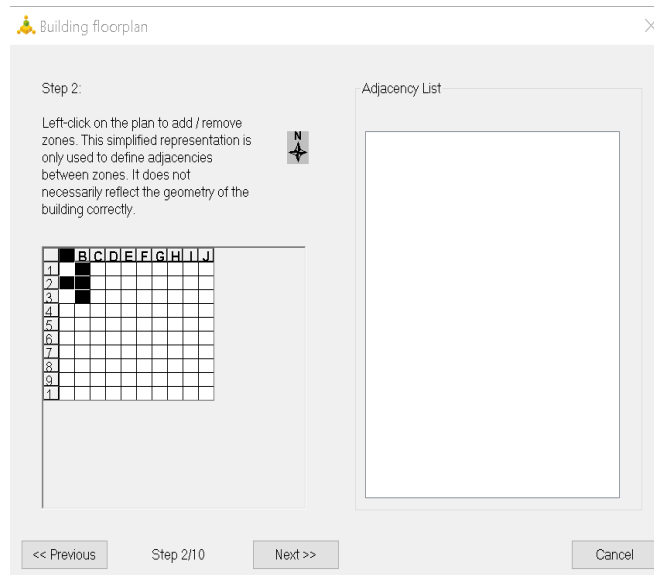 Building floorplan
Step 2:
Adjacency List
Left-click on the plan to add / remove
zones. This simplified representation is
only used to define adjacencies
between zones. It does not
necessarily reflect the geometry of the
building correctly.
N
B C D E F G H I J
1
2
3
4
5
6
7
8
9
1
<< Previous
Step 2/10
Next >>
Cancel